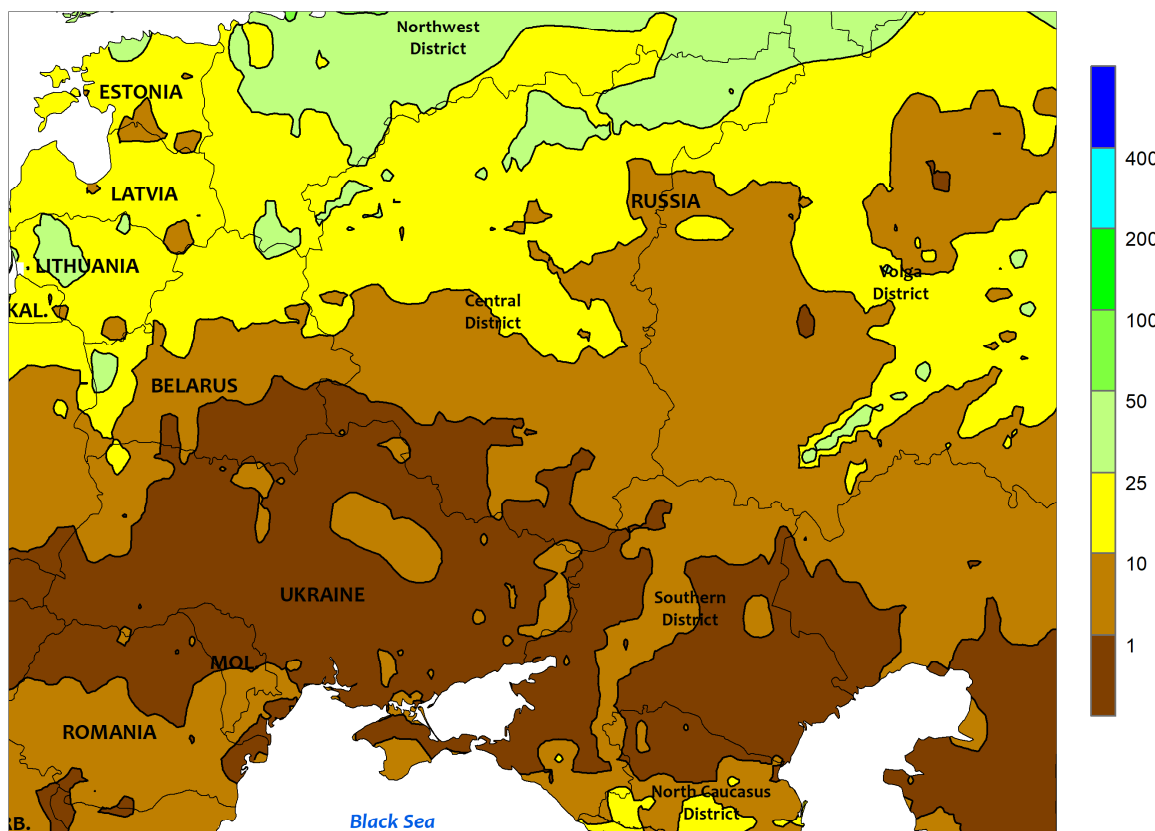 Northwest
District
ESTONIA
LATVIA
RUSSIA
LITHUANIA
Volga
District
KAL.
Central
District
BELARUS
UKRAINE
Southern
District
MOL.
ROMANIA
North Caucasus
District
RB.
Black Sea
400
200
100
50
25
10
1